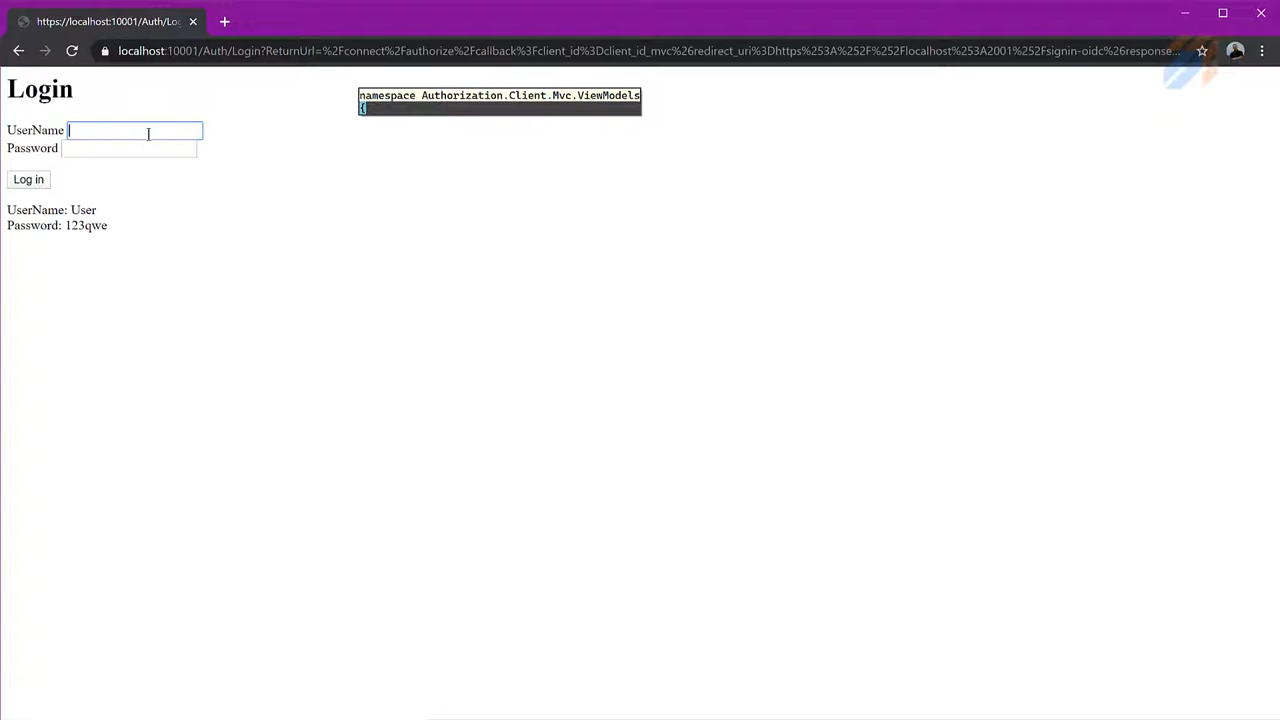 https://localhost:10001/Auth/Lo
localhost:10001/Auth/Login?ReturnUrl=%2Fconnect%2Fauthorize%2Fcallback%3Fclient_id%3Dclient_id_mvc%26redirect_uri%3Dhttps%253A%252F%252Flocalhost%253A2001%252Fsignin-oidc%26response...
Login
namespace Authorization.Client.Mvc.ViewModels
{
UserName
Password
Log in
UserName: User
Password: 123qwe